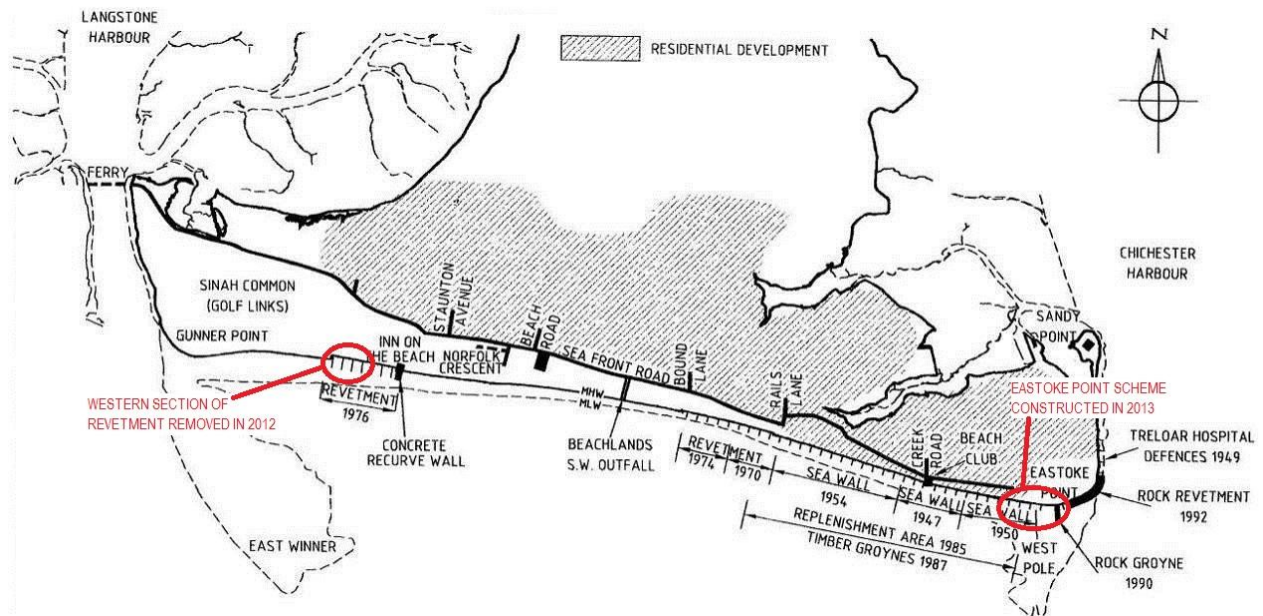 LANGSTONE
HARBOUR
RESIDENTIAL DEVELOPMENT
N
FERRY
CHICHESTER
HARBOUR
SINAH COMMON
(GOLF LINKS)
GUNNER POINT
STAUNTON
AVENUE
BEACH
ROAD
SEA FRONT ROAD
BOUND
LANE
RAILS
LANE
SANDY
POINT
INN ON
THE BEACH
NORFOLK
CRESCENT
MHW
MLW
WESTERN SECTION OF
REVETMENT REMOVED IN 2012
REVETMENT
1976
CONCRETE
RECURVE WALL
BEACHLANDS
S.W. OUTFALL
REVETMENT
1974
1970
SEA WALL
1954
SEA WALL
1947
SEA WALL
1950
CREEK
ROAD
BEACH
CLUB
EASTOKE POINT SCHEME
CONSTRUCTED IN 2013
EASTOKE
POINT
TRELOAR HOSPITAL
DEFENCES 1949
ROCK REVETMENT
1992
REPLENISHMENT AREA 1985
TIMBER GROYNES 1987
WEST
POLE
ROCK GROYNE
1990
EAST WINNER